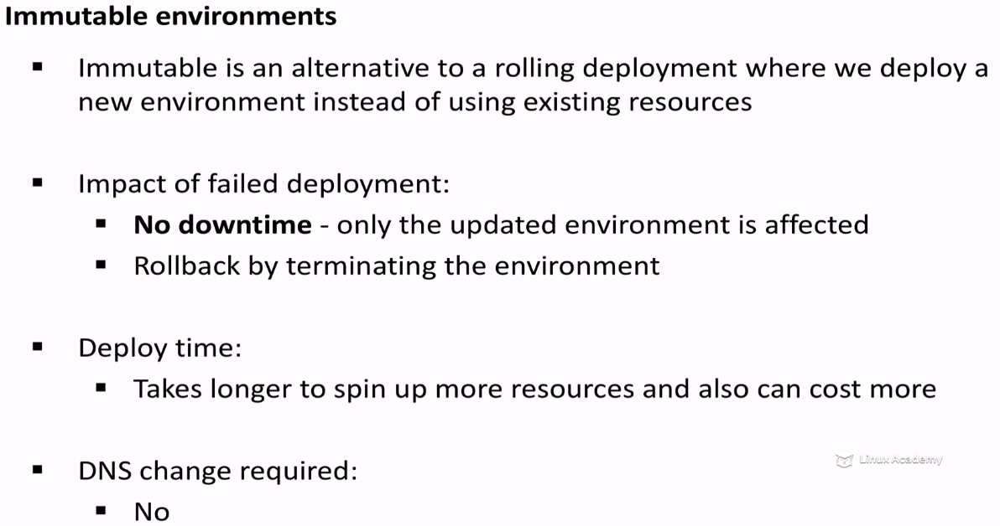 Immutable environments
▪ Immutable is an alternative to a rolling deployment where we deploy a
new environment instead of using existing resources
▪ Impact of failed deployment:
▪ No downtime - only the updated environment is affected
▪ Rollback by terminating the environment
▪ Deploy time:
▪ Takes longer to spin up more resources and also can cost more
▪ DNS change required:
Linux Academy
▪ No